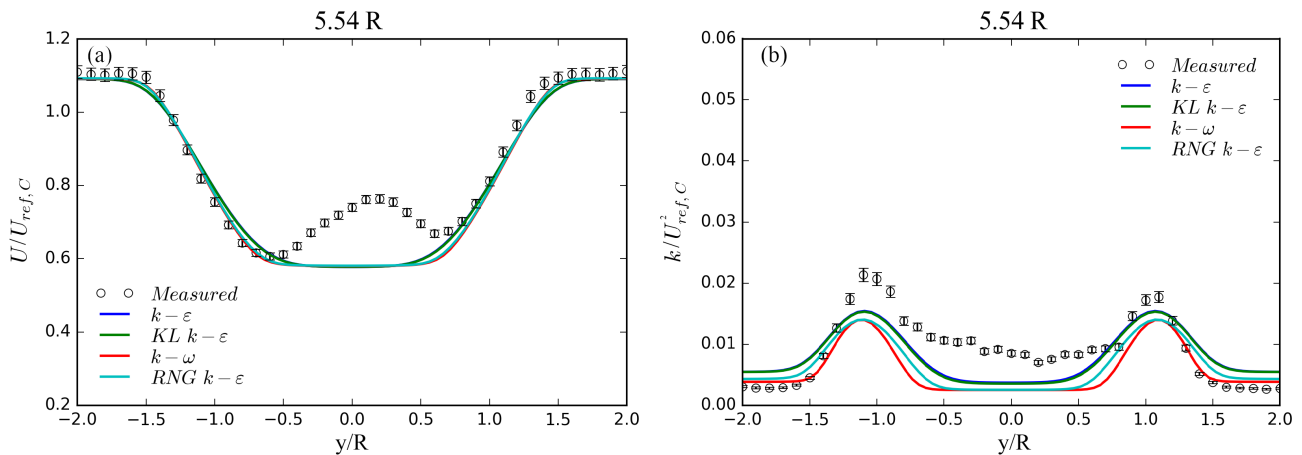 5.54 R
(a)
1.2
1.0
0.8
0.6
0.4
0.2
U/U_{ref, C}
Measured
k − ε
KL k − ε
k − ω
RNG k − ε
−2.0 −1.5 −1.0 −0.5 0.0 0.5 1.0 1.5 2.0
y/R
5.54 R
(b)
0.06
0.05
0.04
0.03
0.02
0.01
0.00
k/U²_{ref, C}
Measured
k − ε
KL k − ε
k − ω
RNG k − ε
−2.0 −1.5 −1.0 −0.5 0.0 0.5 1.0 1.5 2.0
y/R